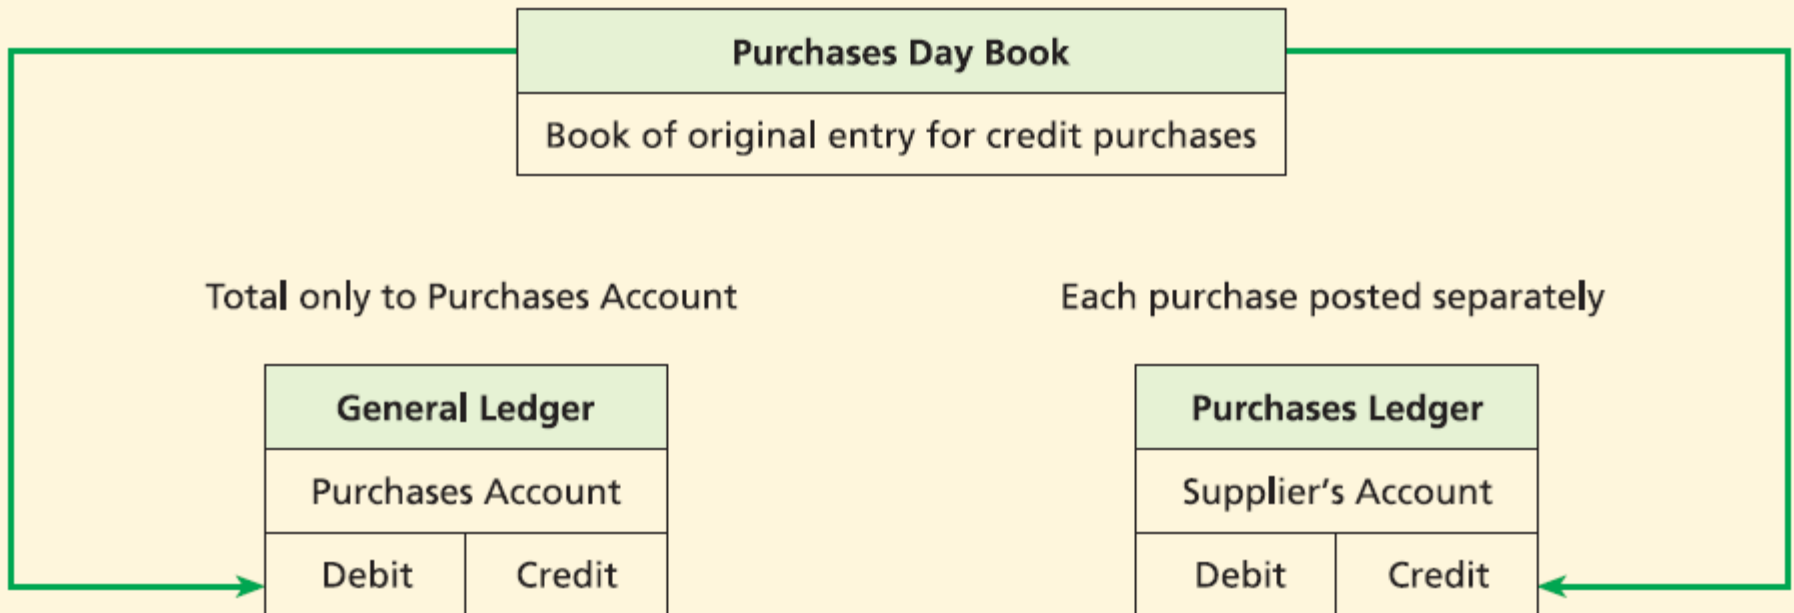 Purchases Day Book
Book of original entry for credit purchases
Total only to Purchases Account
Each purchase posted separately
General Ledger
Purchases Account
Debit
Credit
Purchases Ledger
Supplier's Account
Debit
Credit